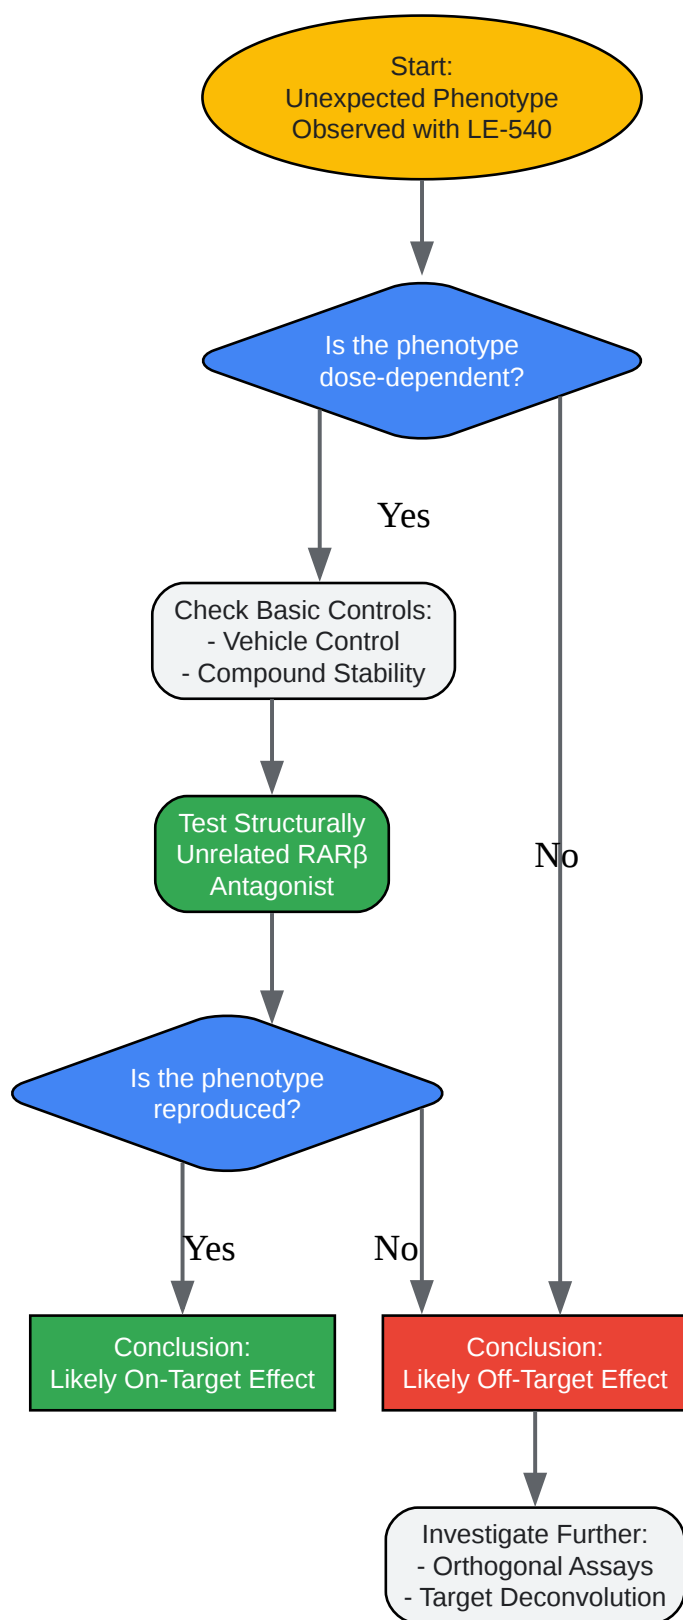 Start:
Unexpected Phenotype
Observed with LE-540
Is the phenotype
dose-dependent?
Yes
Check Basic Controls:
- Vehicle Control
- Compound Stability
Test Structurally
Unrelated RARβ
Antagonist
No
Is the phenotype
reproduced?
Yes
No
Conclusion:
Likely On-Target Effect
Conclusion:
Likely Off-Target Effect
Investigate Further:
- Orthogonal Assays
- Target Deconvolution